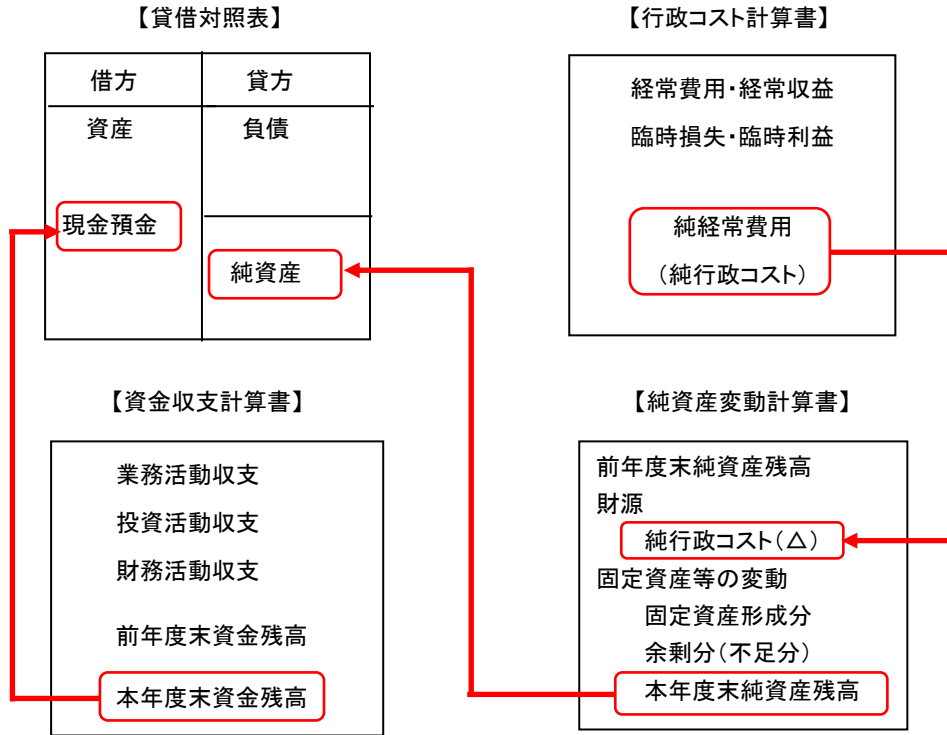 【貸借対照表】
借方
貸方
資産
負債
現金預金
純資産
【行政コスト計算書】
経常費用・経常収益
臨時損失・臨時利益
純経常費用
（純行政コスト）
【資金収支計算書】
業務活動収支
投資活動収支
財務活動収支
前年度末資金残高
本年度末資金残高
【純資産変動計算書】
前年度末純資産残高
財源
純行政コスト（△）
固定資産等の変動
固定資産形成分
余剰分（不足分）
本年度末純資産残高